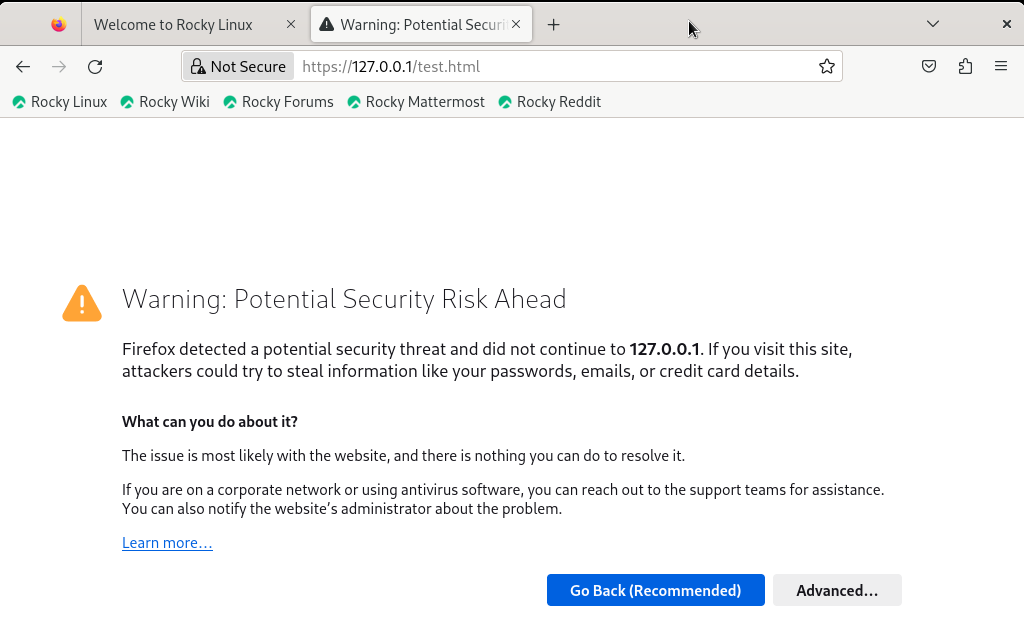 Welcome to Rocky Linux
Warning: Potential Securi
Not Secure
https://127.0.0.1/test.html
Rocky Linux
Rocky Wiki
Rocky Forums
Rocky Mattermost
Rocky Reddit
Warning: Potential Security Risk Ahead
Firefox detected a potential security threat and did not continue to 127.0.0.1. If you visit this site,
attackers could try to steal information like your passwords, emails, or credit card details.
What can you do about it?
The issue is most likely with the website, and there is nothing you can do to resolve it.
If you are on a corporate network or using antivirus software, you can reach out to the support teams for assistance.
You can also notify the website’s administrator about the problem.
Learn more…
Go Back (Recommended)
Advanced…